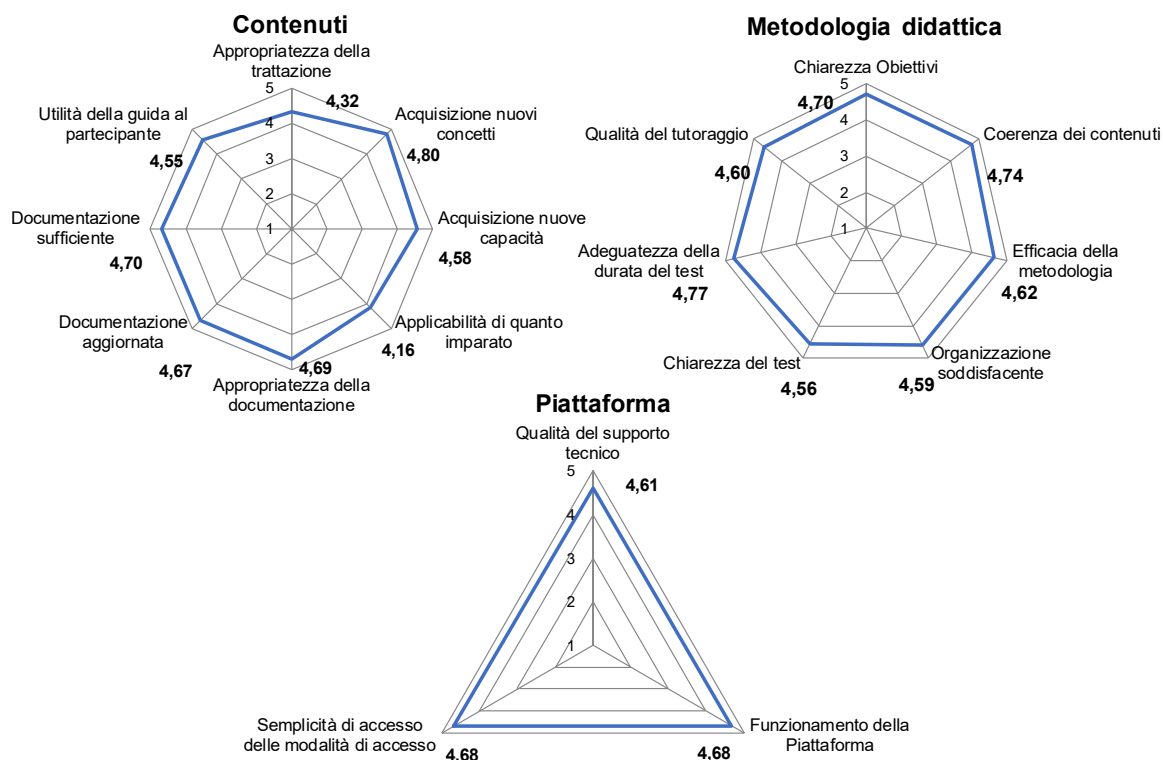 Contenuti
Appropriatezza della
trattazione
5
4,32
4
3
2
1
Acquisizione nuovi
concetti
4,80
Acquisizione nuove
capacità
4,58
Applicabilità di quanto
imparato
4,16
4,69
Appropriatezza della
documentazione
Documentazione
aggiornata
4,67
Documentazione
sufficiente
4,70
Utilità della guida al
partecipante
4,55
Metodologia didattica
Chiarezza Obiettivi
5
4,70
4
3
2
1
Coerenza dei contenuti
4,74
Efficacia della
metodologia
4,62
Organizzazione
soddisfacente
4,59
Chiarezza del test
4,56
Adeguatezza della
durata del test
4,77
Qualità del tutoraggio
4,60
Piattaforma
Qualità del supporto
tecnico
5
4,61
4
3
2
1
Funzionamento della
Piattaforma
4,68
Semplicità di accesso
delle modalità di accesso
4,68